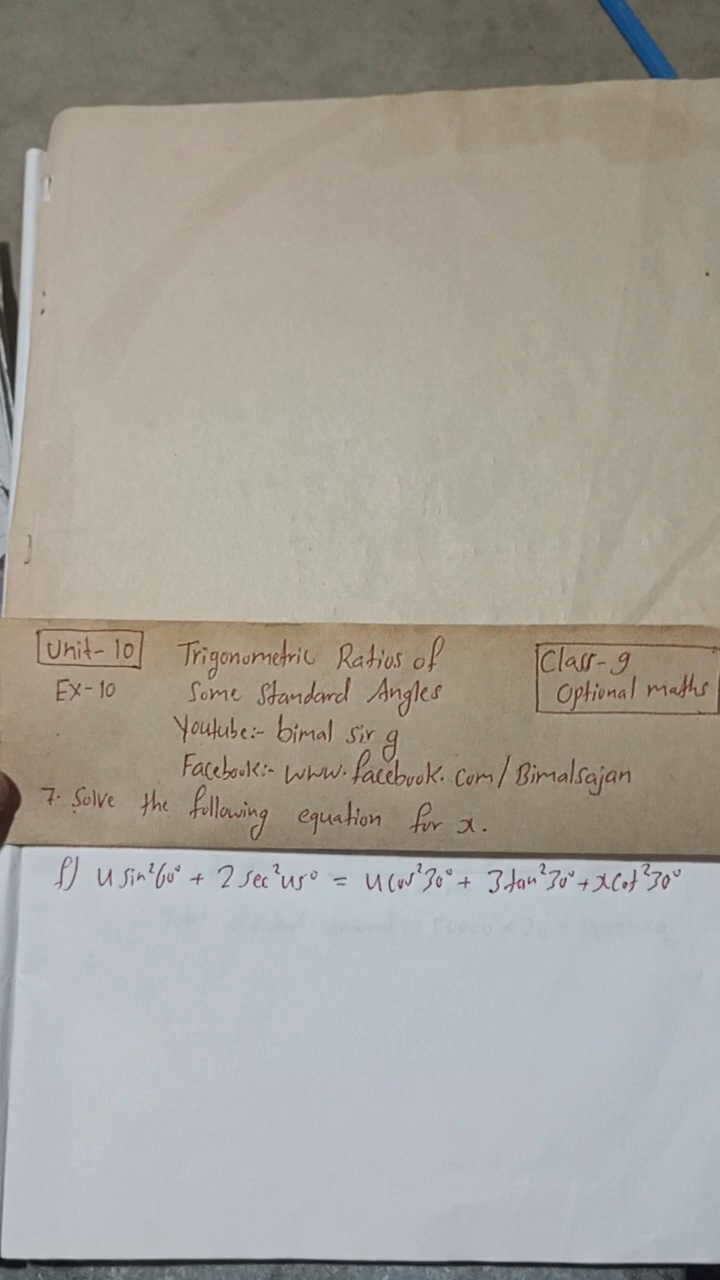 Unit-10 Trigonometric Ratios of Class-9
Ex-10 Some Standard Angles Optional maths
Youtube:- bimal sir g
Facebook:- www.facebook.com/Bimalsajan
7. Solve the following equation for x.
f) 4 sin²60° + 2 sec²45° = 4 cos²30° + 3 tan²30° + x cot²30°